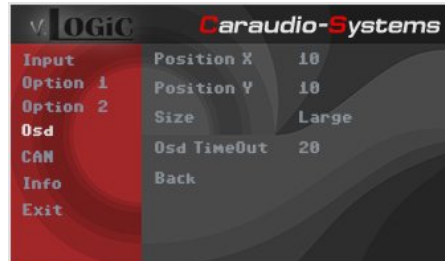 v.LOGiC Caraudio-Systems
Input
Option 1
Option 2
Osd
CAN
Info
Exit
Position X 10
Position Y 10
Size Large
Osd TimeOut 20
Back